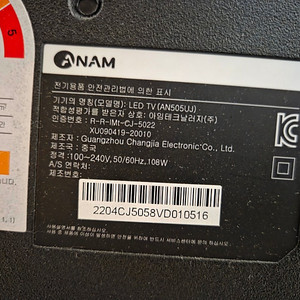 ANAM
전기용품 안전관리법에 의한 표시
기기의 명칭(모델명): LED TV (AN505UJ)
적합성평가를 받은자 상호: 아임테크날러지(주)
인증번호: R-R-IMt-CJ-5022
XU090419-20010
제조자: Guangzhou Changjia Electronic Co., Ltd.
제조국: 중국
정격: 100~240V, 50/60Hz, 108W
A/S 연락처:
제조년월:
2204CJ5058VD010516
5